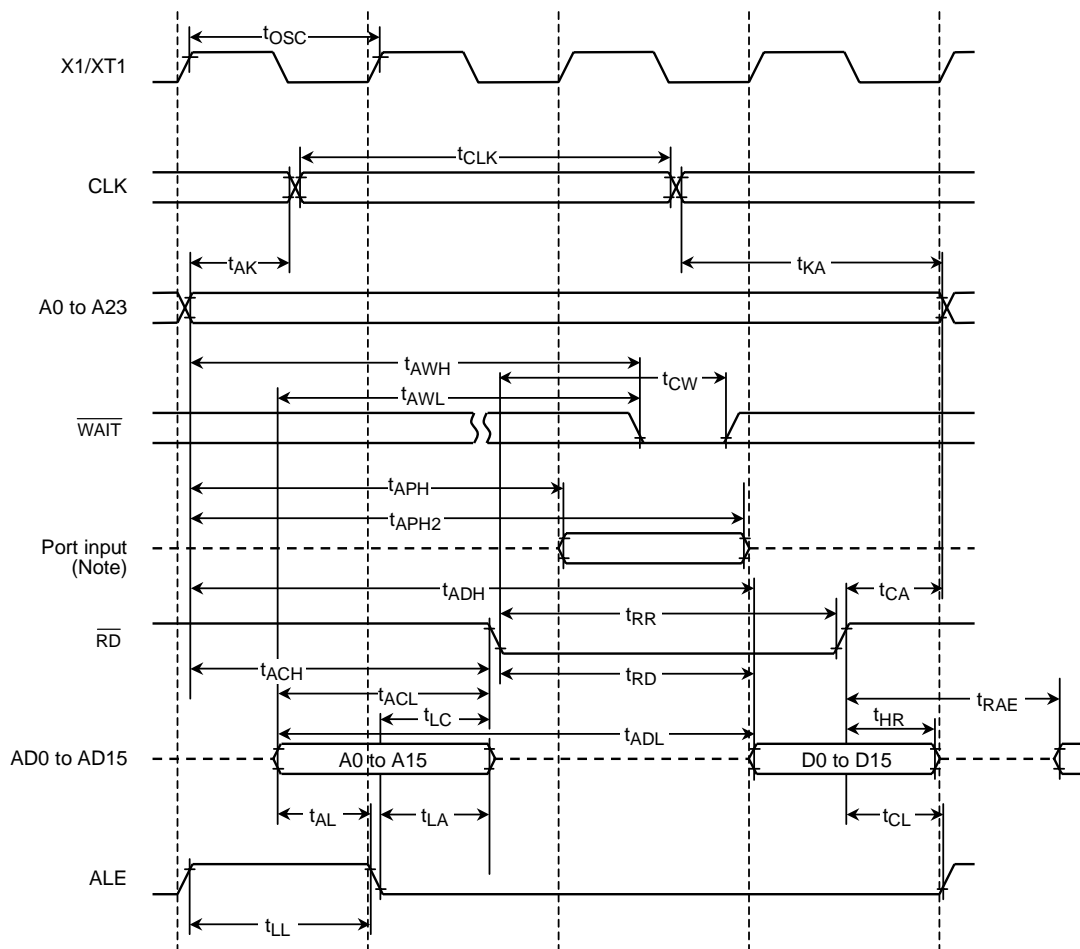 tOSC
X1/XT1
tCLK
CLK
tAK
tKA
A0 to A23
tAWH
tCW
tAWL
WAIT
tAPH
tAPH2
Port input
(Note)
tADH
tCA
tRR
RD
tACH
tRD
tACL
tRAE
tLC
tHR
tADL
AD0 to AD15
A0 to A15
D0 to D15
tAL
tLA
tCL
ALE
tLL